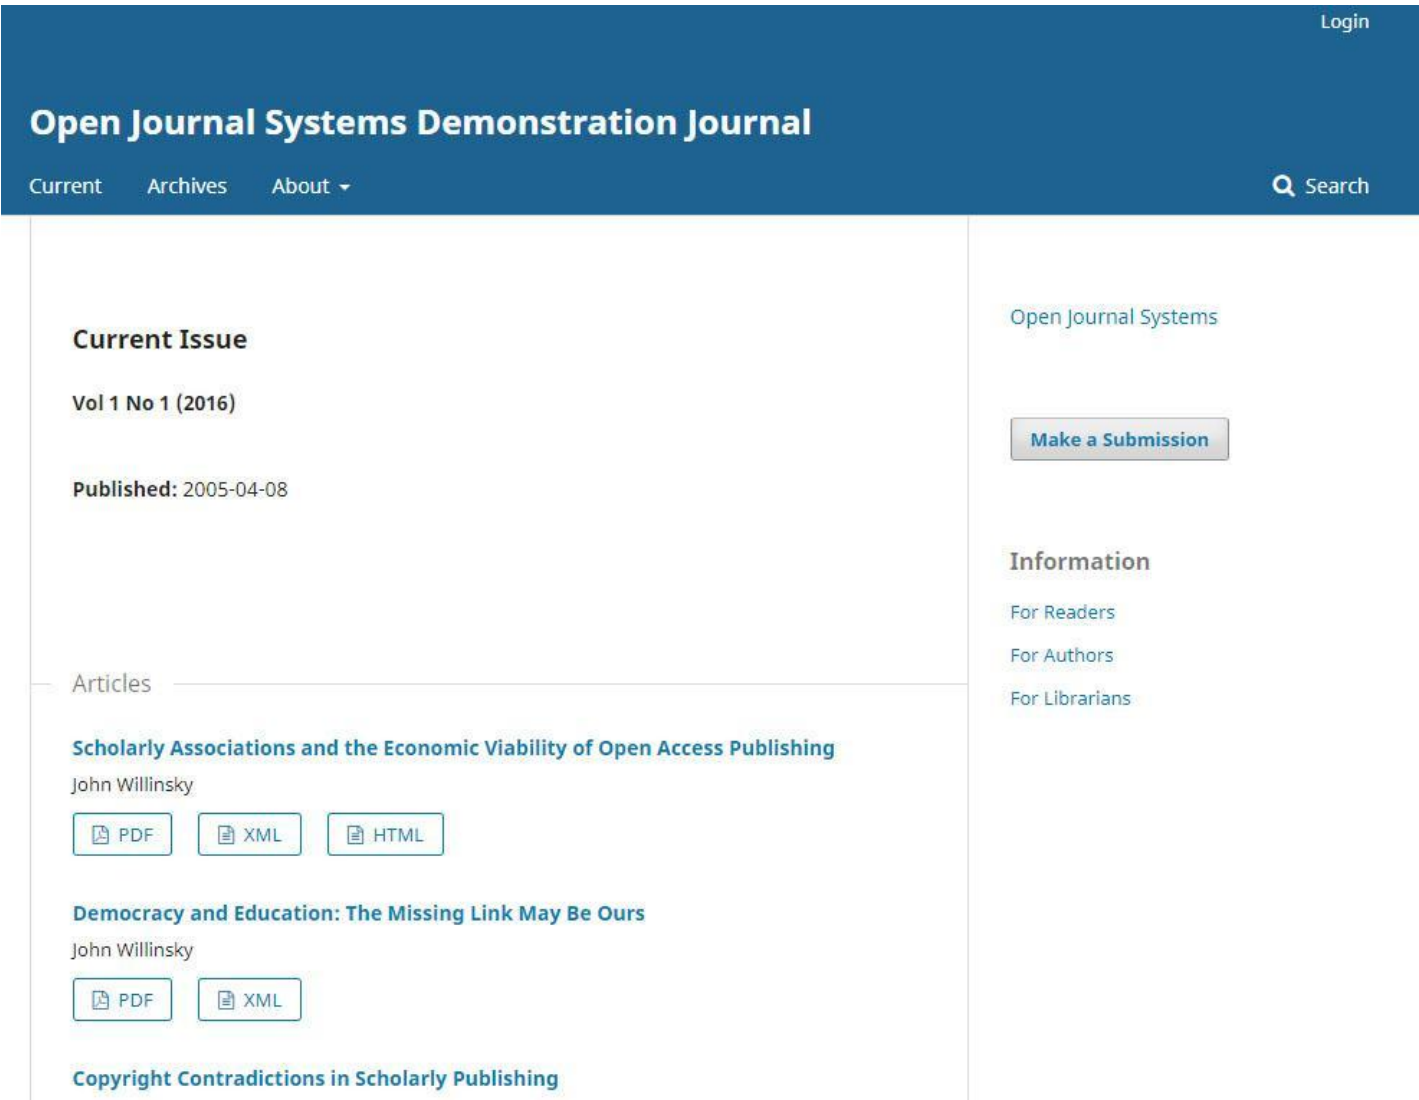 Login
Open Journal Systems Demonstration Journal
Current Archives About Search
Current Issue
Vol 1 No 1 (2016)
Published: 2005-04-08
Articles
Scholarly Associations and the Economic Viability of Open Access Publishing
John Willinsky
PDF XML HTML
Democracy and Education: The Missing Link May Be Ours
John Willinsky
PDF XML
Copyright Contradictions in Scholarly Publishing
Open Journal Systems
Make a Submission
Information
For Readers
For Authors
For Librarians